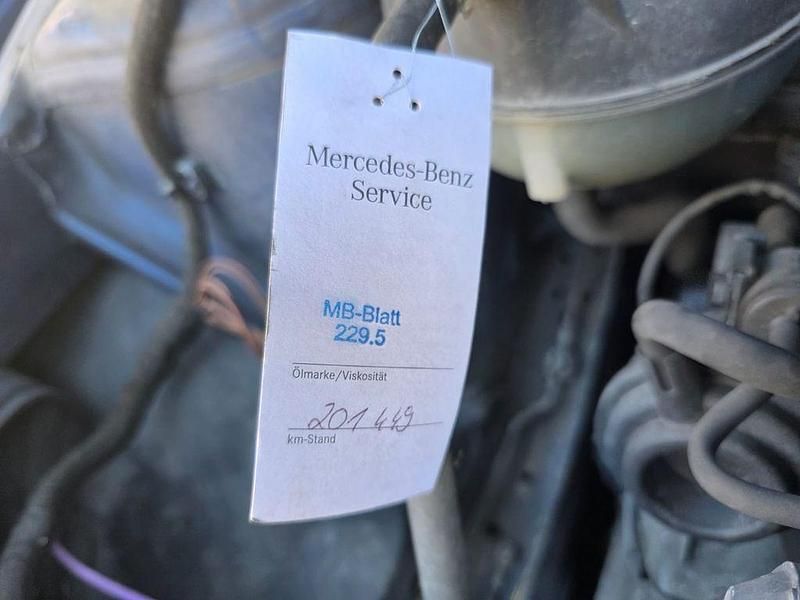 Mercedes-Benz
Service
MB-Blatt
229.5
Ölmarke/Viskosität
201 449
km-Stand